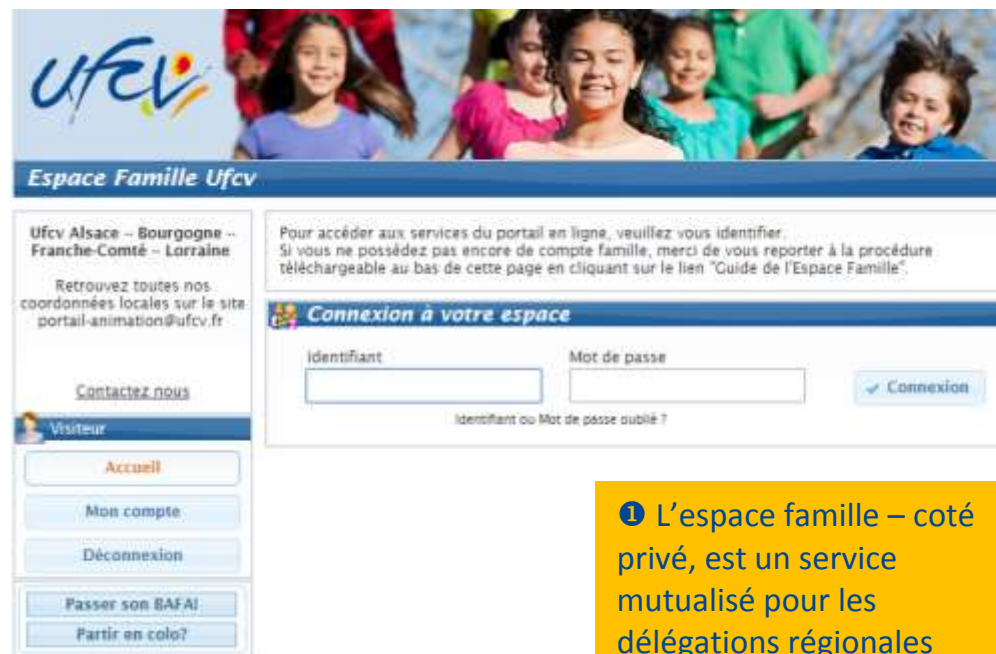 ufcv
Espace Famille Ufcv
Ufcv Alsace – Bourgogne –
Franche-Comté – Lorraine
Retrouvez toutes nos
coordonnées locales sur le site
portail-animation@ufcv.fr
Contactez nous
Visiteur
Accueil
Mon compte
Déconnexion
Passer son BAFA!
Partir en colo?
Pour accéder aux services du portail en ligne, veuillez vous identifier.
Si vous ne possédez pas encore de compte famille, merci de vous reporter à la procédure
téléchargeable au bas de cette page en cliquant sur le lien "Guide de l'Espace Famille".
Connexion à votre espace
Identifiant
Mot de passe
Connexion
Identifiant ou Mot de passe oublié ?
❶ L'espace famille – coté
privé, est un service
mutualisé pour les
délégations régionales